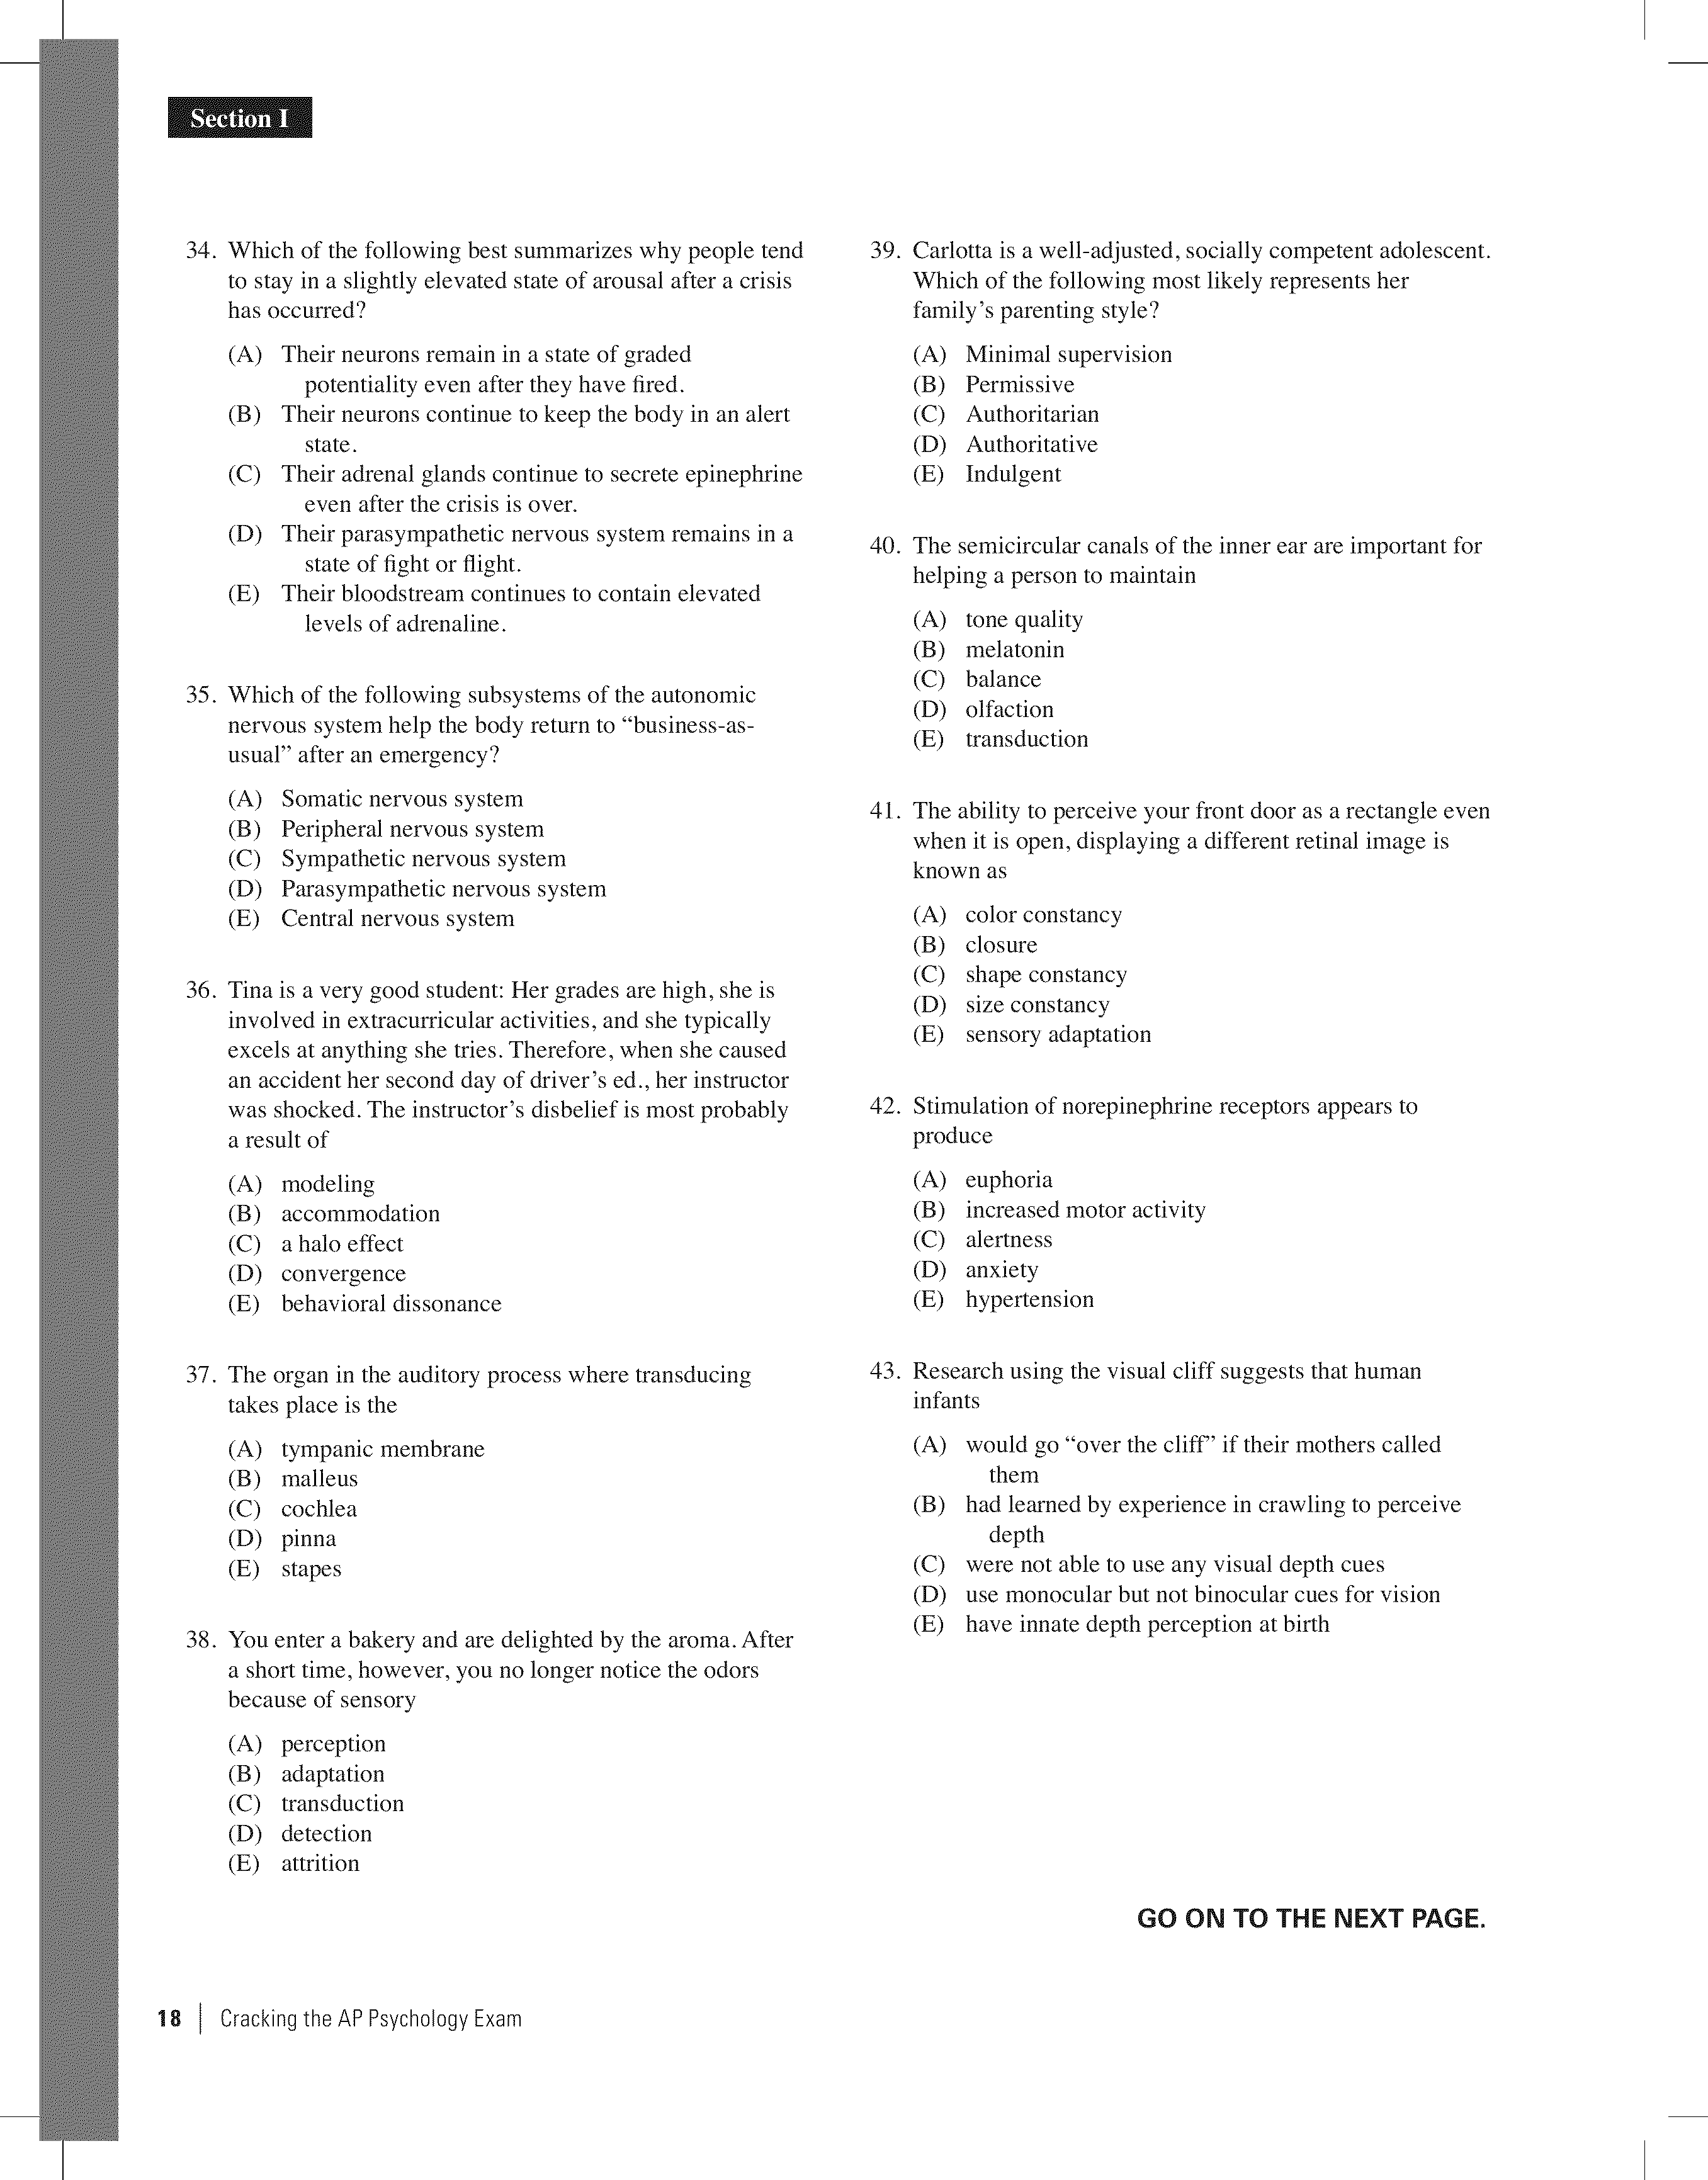 Section I
34. Which of the following best summarizes why people tend
to stay in a slightly elevated state of arousal after a crisis
has occurred?
(A) Their neurons remain in a state of graded
potentiality even after they have fired.
(B) Their neurons continue to keep the body in an alert
state.
(C) Their adrenal glands continue to secrete epinephrine
even after the crisis is over.
(D) Their parasympathetic nervous system remains in a
state of fight or flight.
(E) Their bloodstream continues to contain elevated
levels of adrenaline.
35. Which of the following subsystems of the autonomic
nervous system help the body return to “business-as-
usual” after an emergency?
(A) Somatic nervous system
(B) Peripheral nervous system
(C) Sympathetic nervous system
(D) Parasympathetic nervous system
(E) Central nervous system
36. Tina is a very good student: Her grades are high, she is
involved in extracurricular activities, and she typically
excels at anything she tries. Therefore, when she caused
an accident her second day of driver’s ed., her instructor
was shocked. The instructor’s disbelief is most probably
a result of
(A) modeling
(B) accommodation
(C) a halo effect
(D) convergence
(E) behavioral dissonance
37. The organ in the auditory process where transducing
takes place is the
(A) tympanic membrane
(B) malleus
(C) cochlea
(D) pinna
(E) stapes
38. You enter a bakery and are delighted by the aroma. After
a short time, however, you no longer notice the odors
because of sensory
(A) perception
(B) adaptation
(C) transduction
(D) detection
(E) attrition
39. Carlotta is a well-adjusted, socially competent adolescent.
Which of the following most likely represents her
family’s parenting style?
(A) Minimal supervision
(B) Permissive
(C) Authoritarian
(D) Authoritative
(E) Indulgent
40. The semicircular canals of the inner ear are important for
helping a person to maintain
(A) tone quality
(B) melatonin
(C) balance
(D) olfaction
(E) transduction
41. The ability to perceive your front door as a rectangle even
when it is open, displaying a different retinal image is
known as
(A) color constancy
(B) closure
(C) shape constancy
(D) size constancy
(E) sensory adaptation
42. Stimulation of norepinephrine receptors appears to
produce
(A) euphoria
(B) increased motor activity
(C) alertness
(D) anxiety
(E) hypertension
43. Research using the visual cliff suggests that human
infants
(A) would go “over the cliff” if their mothers called
them
(B) had learned by experience in crawling to perceive
depth
(C) were not able to use any visual depth cues
(D) use monocular but not binocular cues for vision
(E) have innate depth perception at birth
GO ON TO THE NEXT PAGE.
18 | Cracking the AP Psychology Exam